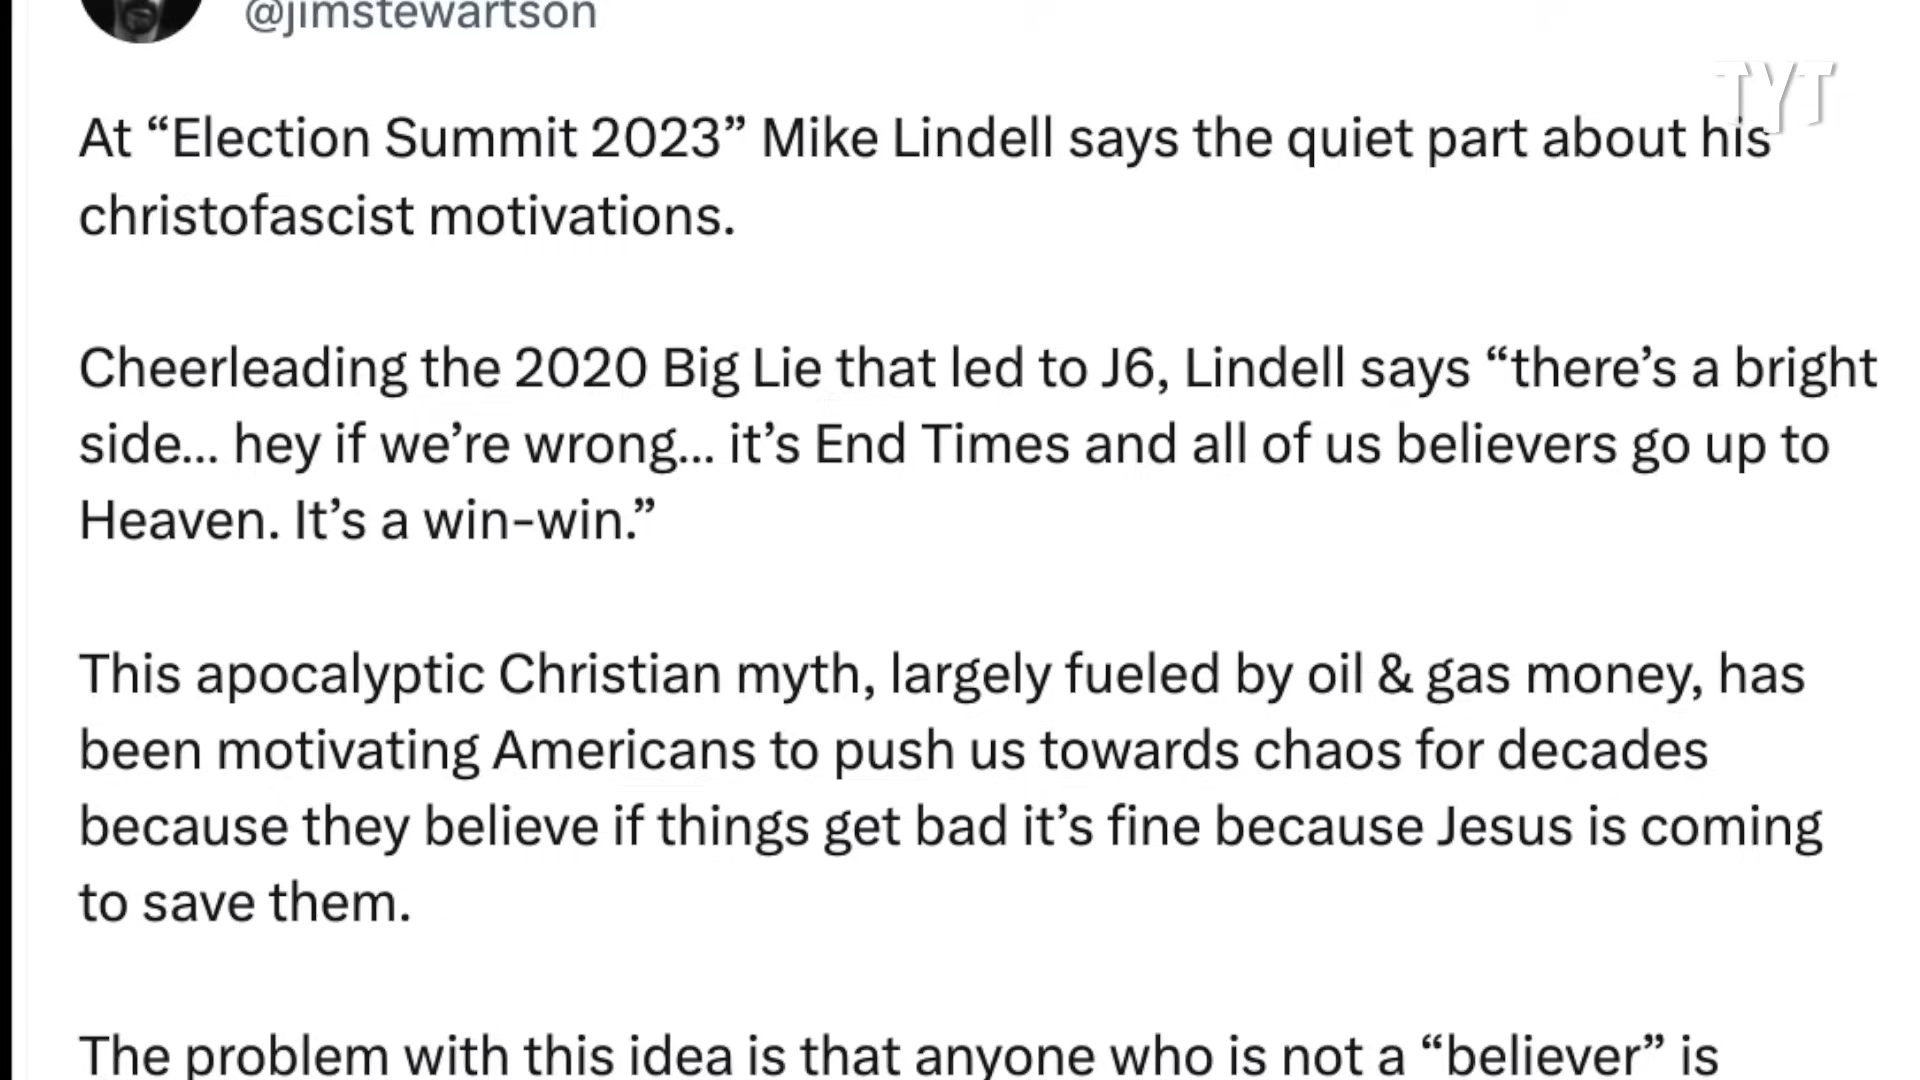 @jimstewartson
TYT
At “Election Summit 2023” Mike Lindell says the quiet part about his
christofascist motivations.
Cheerleading the 2020 Big Lie that led to J6, Lindell says “there’s a bright
side... hey if we’re wrong... it’s End Times and all of us believers go up to
Heaven. It’s a win-win.”
This apocalyptic Christian myth, largely fueled by oil & gas money, has
been motivating Americans to push us towards chaos for decades
because they believe if things get bad it’s fine because Jesus is coming
to save them.
The problem with this idea is that anyone who is not a “believer” is